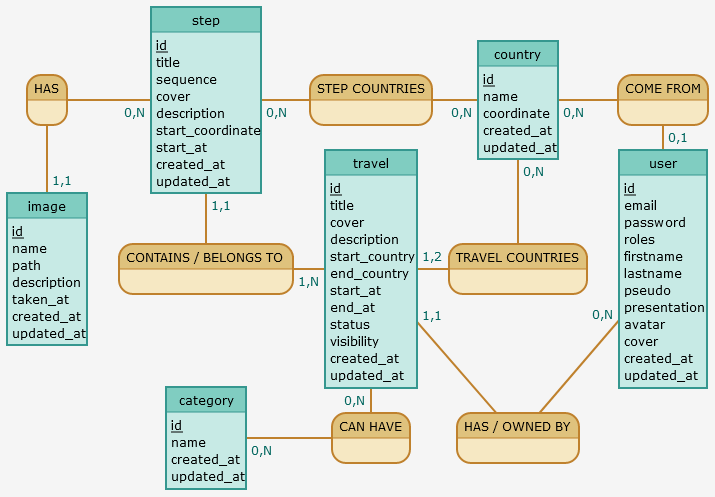 step
id
title
sequence
cover
description
start_coordinate
start_at
created_at
updated_at
HAS
0,N
0,N
STEP COUNTRIES
0,N
country
id
name
coordinate
created_at
updated_at
0,N
COME FROM
0,1
1,1
1,1
0,N
image
id
name
path
description
taken_at
created_at
updated_at
CONTAINS / BELONGS TO
1,N
travel
id
title
cover
description
start_country
end_country
start_at
end_at
status
visibility
created_at
updated_at
1,2
TRAVEL COUNTRIES
1,1
0,N
user
id
email
password
roles
firstname
lastname
pseudo
presentation
avatar
cover
created_at
updated_at
category
id
name
created_at
updated_at
0,N
0,N
CAN HAVE
HAS / OWNED BY